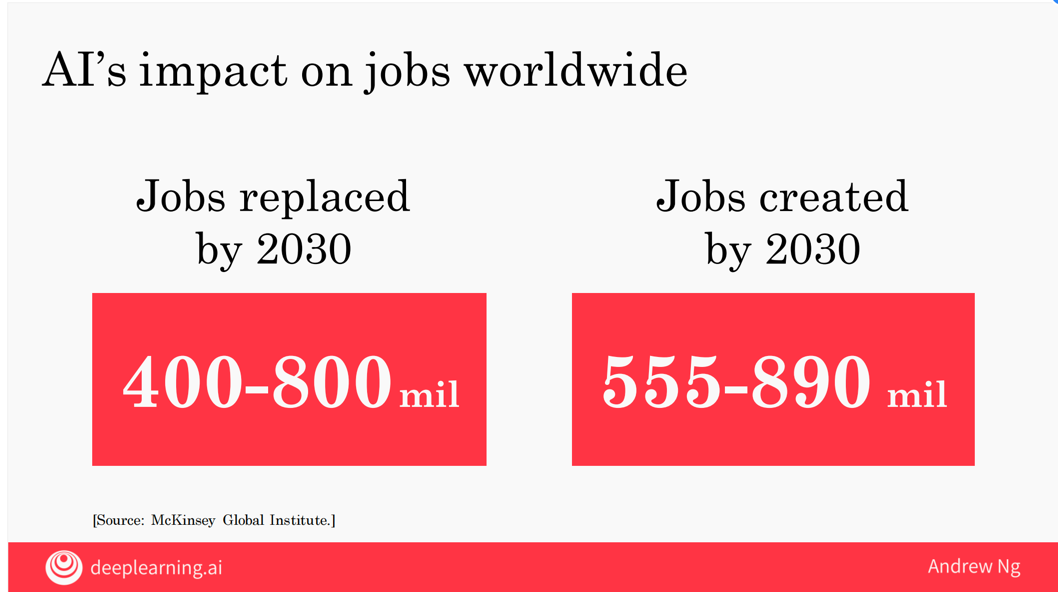 AI’s impact on jobs worldwide
Jobs replaced
by 2030
400-800 mil
Jobs created
by 2030
555-890 mil
[Source: McKinsey Global Institute.]
deeplearning.ai
Andrew Ng